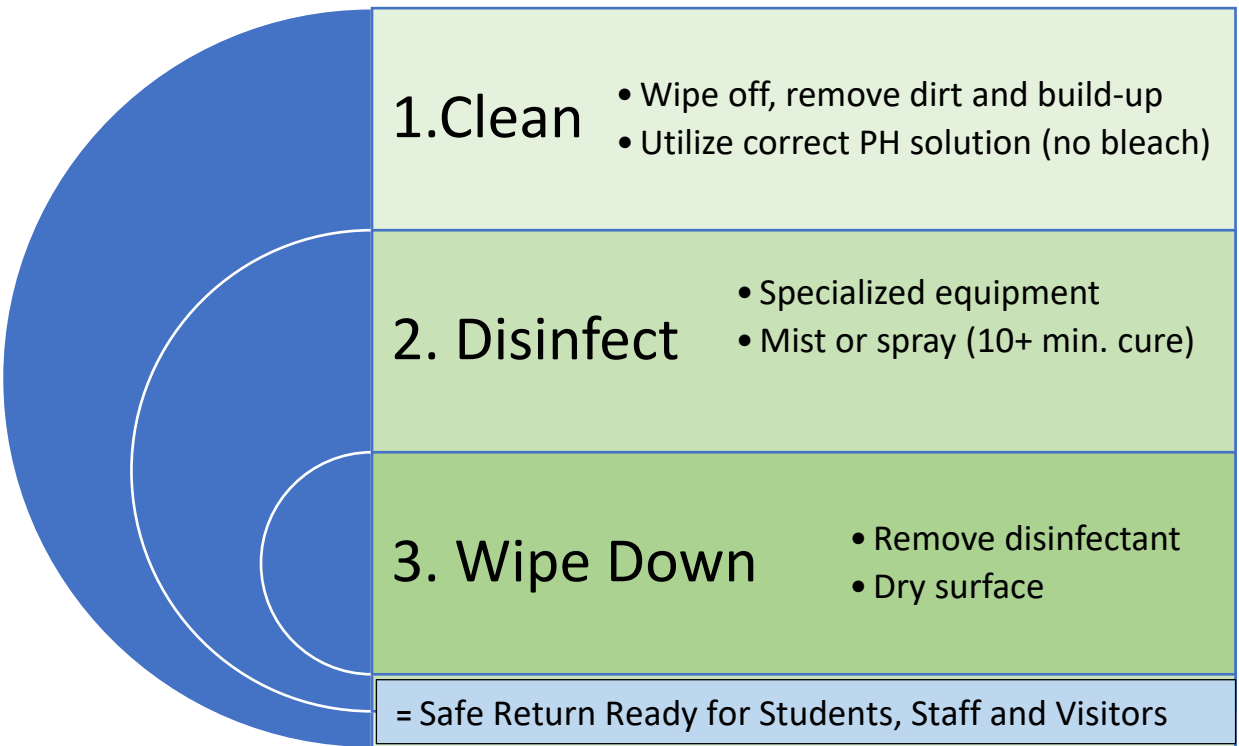 1.Clean
• Wipe off, remove dirt and build-up
• Utilize correct PH solution (no bleach)
2. Disinfect
• Specialized equipment
• Mist or spray (10+ min. cure)
3. Wipe Down
• Remove disinfectant
• Dry surface
= Safe Return Ready for Students, Staff and Visitors